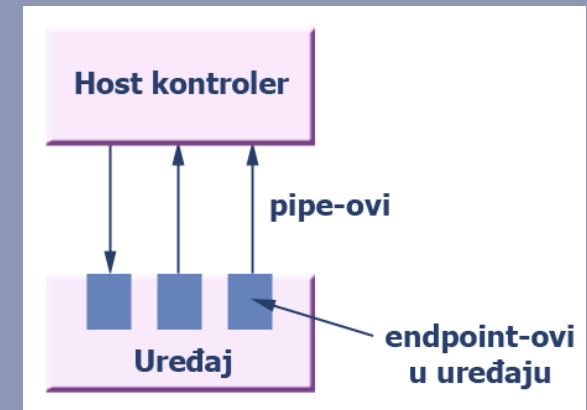 Host kontroler
pipe-ovi
endpoint-ovi
u uređaju
Uređaj